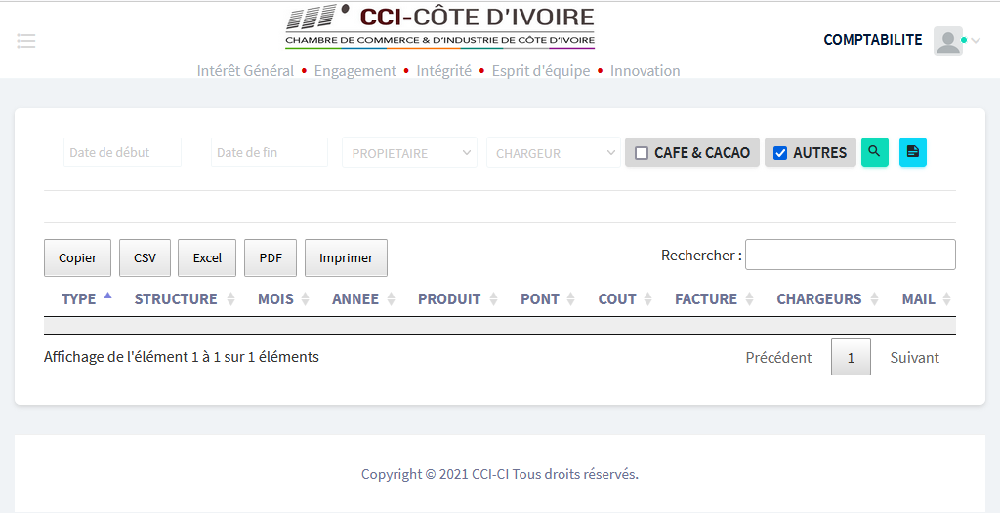 CCI-CÔTE D'IVOIRE
CHAMBRE DE COMMERCE & D'INDUSTRIE DE CÔTE D'IVOIRE
COMPTABILITE
Intérêt Général • Engagement • Intégrité • Esprit d'équipe • Innovation
Date de début Date de fin PROPIETAIRE CHARGEUR CAFE & CACAO AUTRES
Copier CSV Excel PDF Imprimer Rechercher :
TYPE STRUCTURE MOIS ANNEE PRODUIT PONT COUT FACTURE CHARGEURS MAIL
Affichage de l'élément 1 à 1 sur 1 éléments Précédent 1 Suivant
Copyright © 2021 CCI-CI Tous droits réservés.